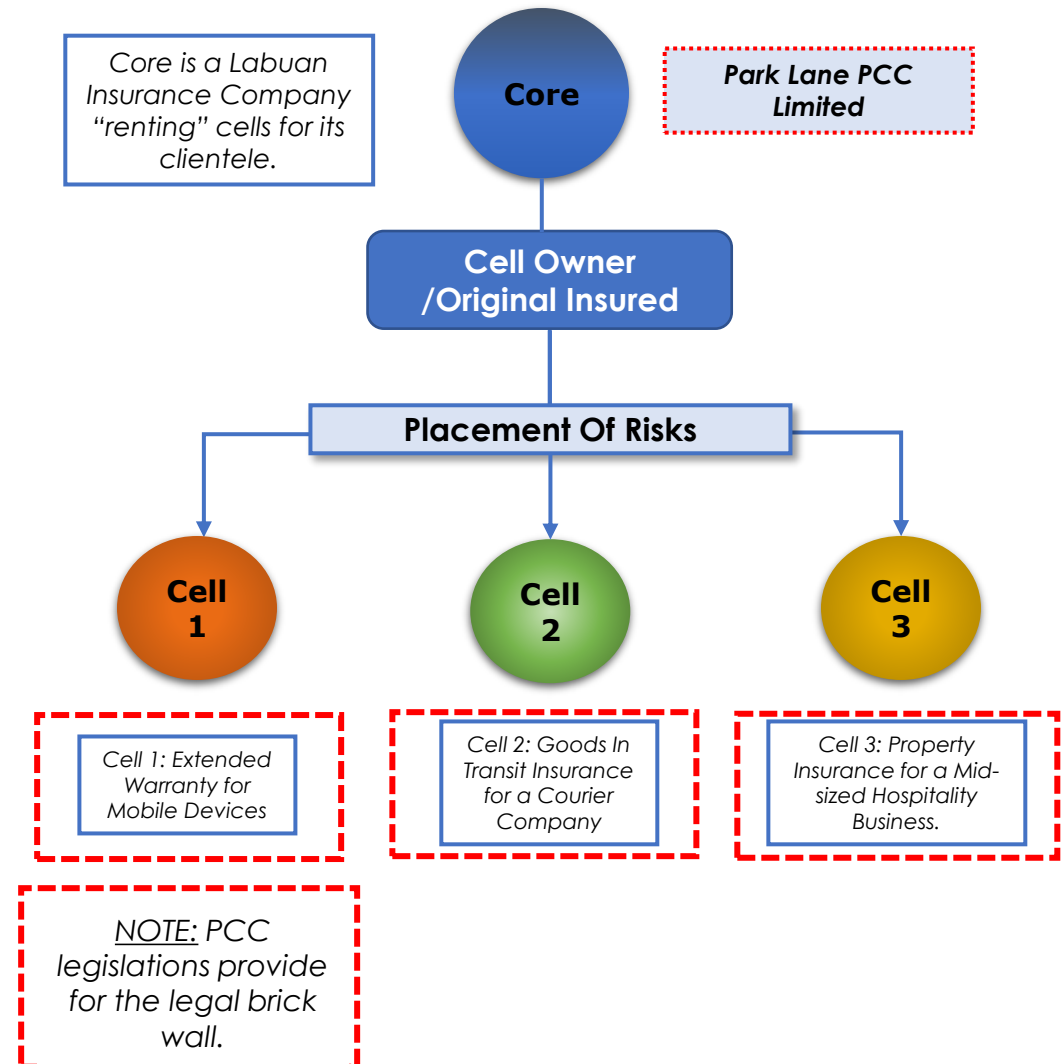 Core is a Labuan
Insurance Company
“renting” cells for its
clientele.
Core
Park Lane PCC
Limited
Cell Owner
/Original Insured
Placement Of Risks
Cell
1
Cell
2
Cell
3
Cell 1: Extended
Warranty for
Mobile Devices
Cell 2: Goods In
Transit Insurance
for a Courier
Company
Cell 3: Property
Insurance for a Mid-
sized Hospitality
Business.
NOTE: PCC
legislations provide
for the legal brick
wall.